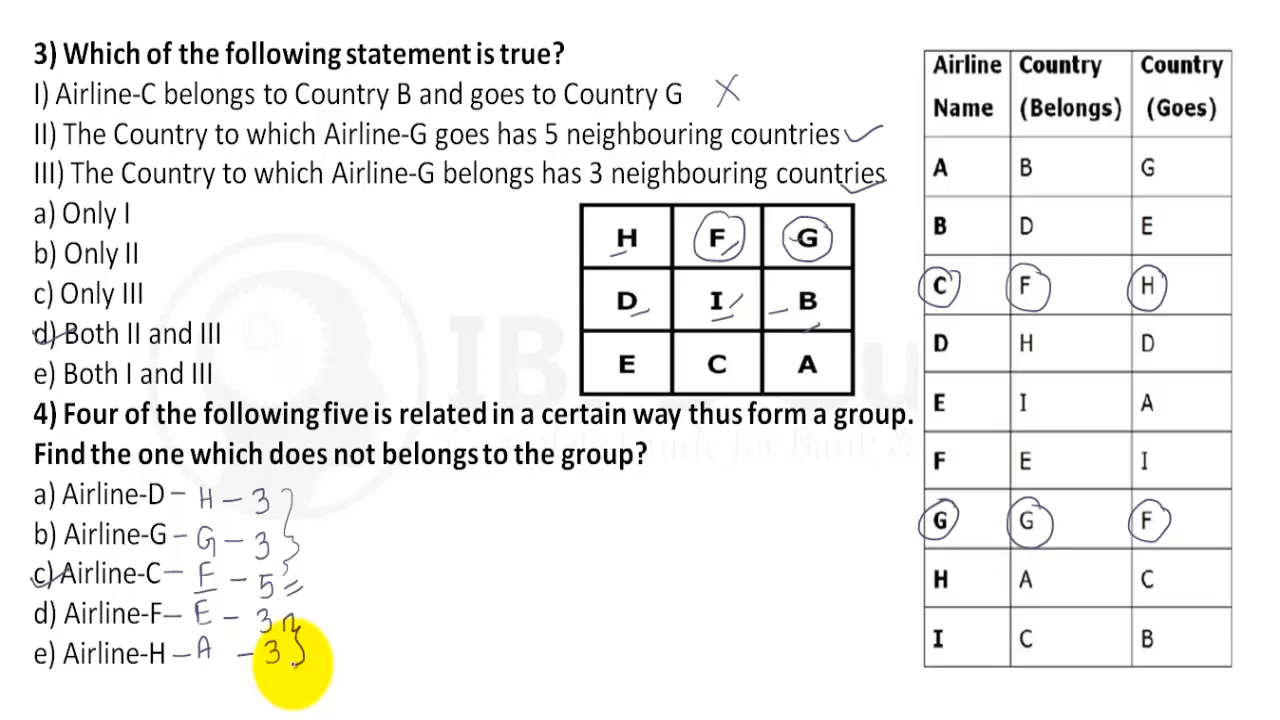 3) Which of the following statement is true?
I) Airline-C belongs to Country B and goes to Country G
II) The Country to which Airline-G goes has 5 neighbouring countries
III) The Country to which Airline-G belongs has 3 neighbouring countries
a) Only I
b) Only II
c) Only III
d) Both II and III
e) Both I and III
H F G
D I B
E C A
4) Four of the following five is related in a certain way thus form a group.
Find the one which does not belongs to the group?
a) Airline-D – H – 3
b) Airline-G – G – 3
c) Airline-C – F – 5
d) Airline-F – E – 3
e) Airline-H – A – 3
Airline Country Country
Name (Belongs) (Goes)
A B G
B D E
C F H
D H D
E I A
F E I
G G F
H A C
I C B